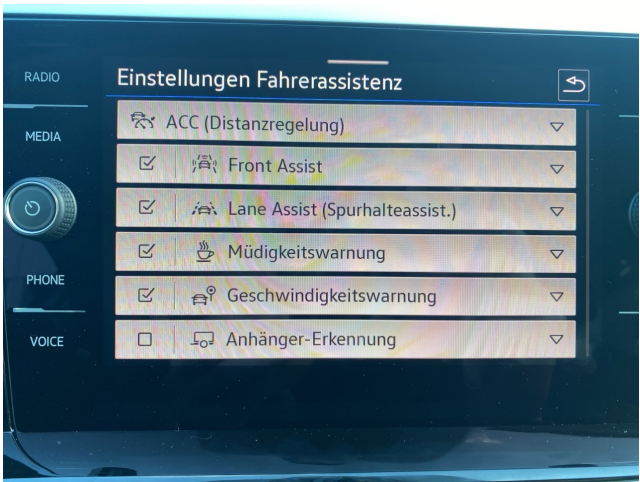 RADIO
MEDIA
PHONE
VOICE
Einstellungen Fahrerassistenz
ACC (Distanzregelung)
Front Assist
Lane Assist (Spurhalteassist.)
Müdigkeitswarnung
Geschwindigkeitswarnung
Anhänger-Erkennung